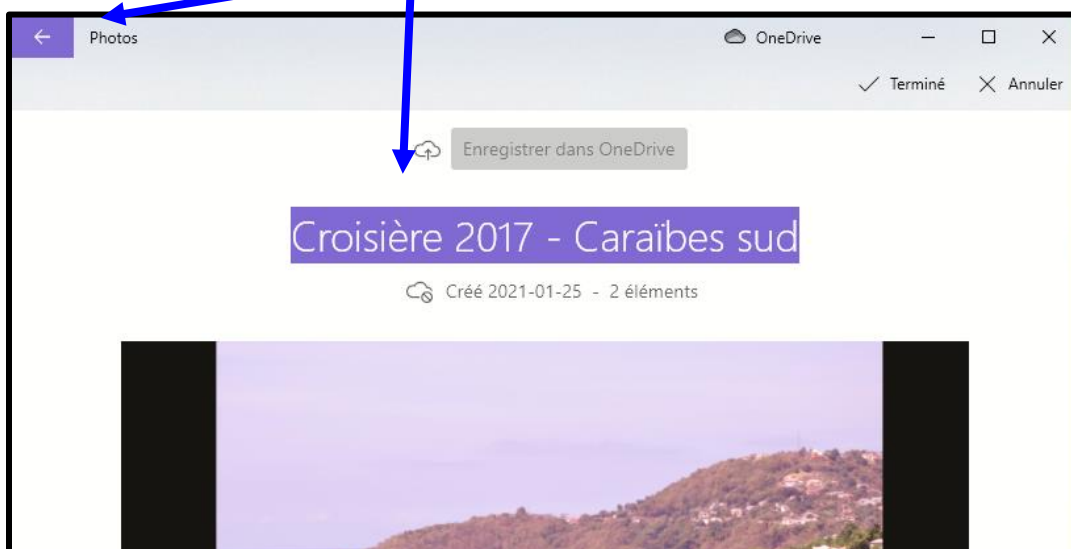 Photos OneDrive
Terminé Annuler
Enregistrer dans OneDrive
Croisière 2017 - Caraïbes sud
Créé 2021-01-25 - 2 éléments